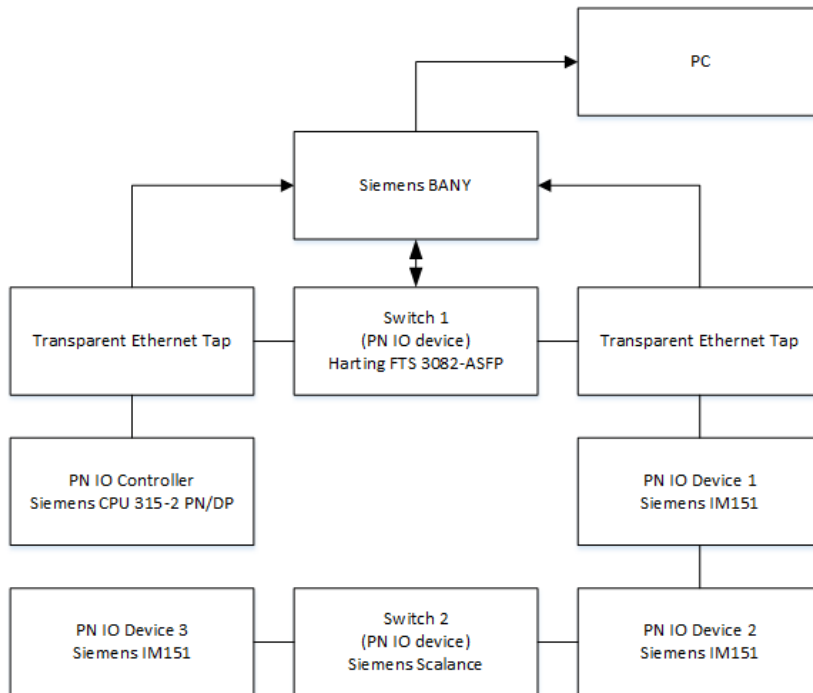 PC
Siemens BANY
Transparent Ethernet Tap
Switch 1
(PN IO device)
Harting FTS 3082-ASFP
Transparent Ethernet Tap
PN IO Controller
Siemens CPU 315-2 PN/DP
PN IO Device 1
Siemens IM151
PN IO Device 3
Siemens IM151
Switch 2
(PN IO device)
Siemens Scalance
PN IO Device 2
Siemens IM151